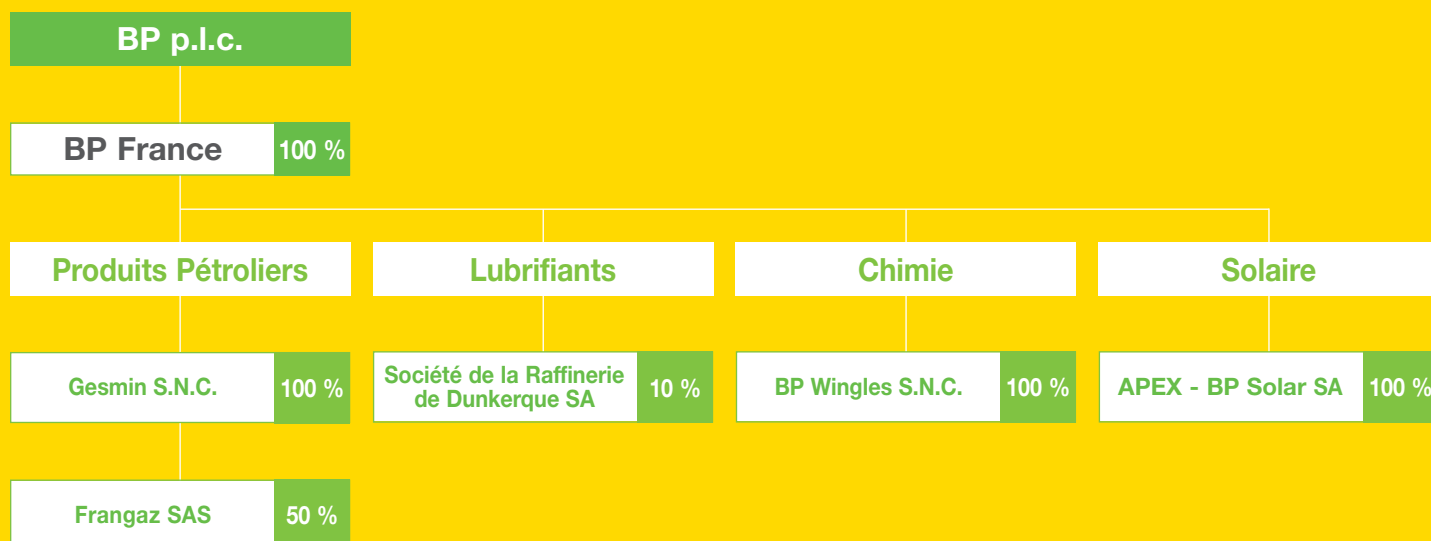 BP p.l.c.
BP France 100 %
Produits Pétroliers
Lubrifiants
Chimie
Solaire
Gesmin S.N.C. 100 %
Société de la Raffinerie
de Dunkerque SA 10 %
BP Wingles S.N.C. 100 %
APEX - BP Solar SA 100 %
Frangaz SAS 50 %